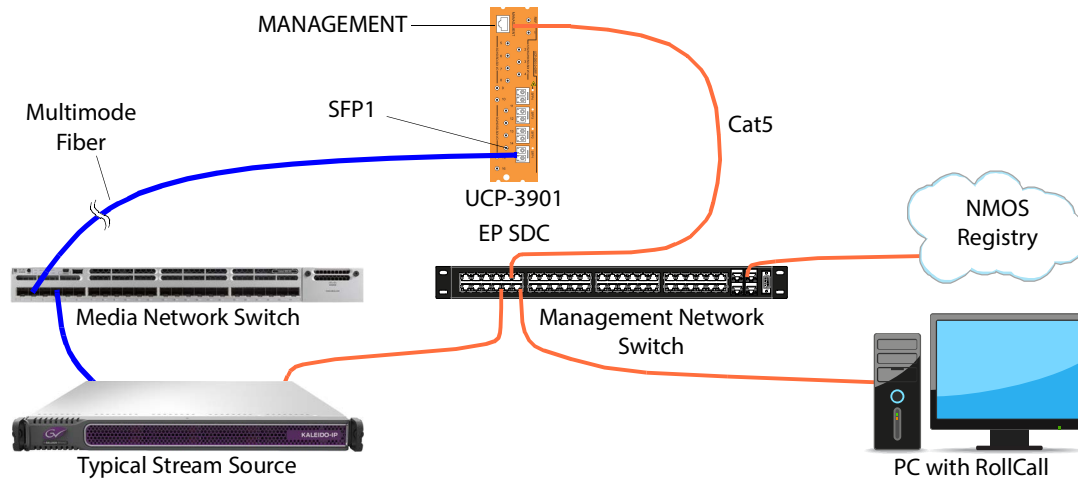 MANAGEMENT
Multimode
Fiber
SFP1
Cat5
UCP-3901
EP SDC
NMOS
Registry
Media Network Switch
Management Network
Switch
KALEIDO-IP
Typical Stream Source
PC with RollCall